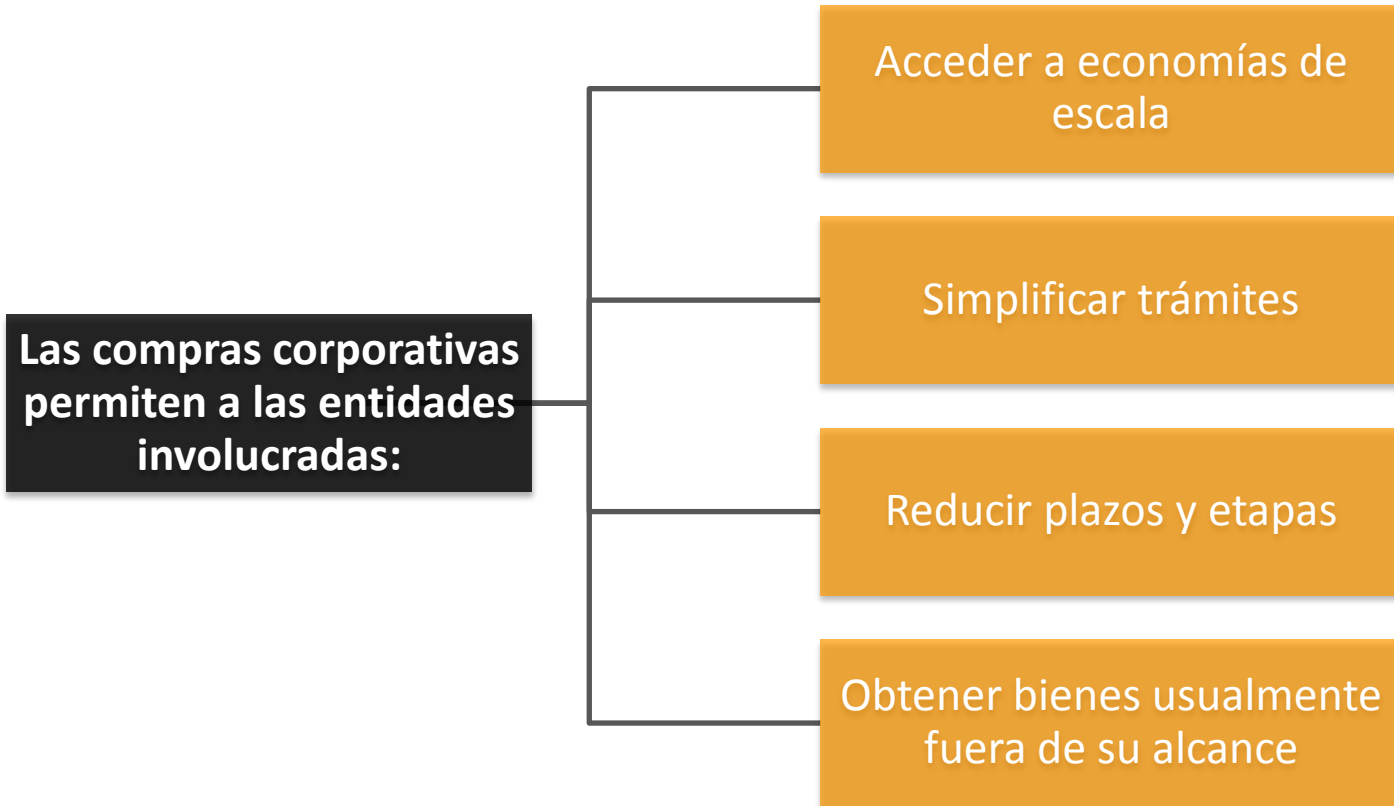 Las compras corporativas
permiten a las entidades
involucradas:
Acceder a economías de
escala
Simplificar trámites
Reducir plazos y etapas
Obtener bienes usualmente
fuera de su alcance